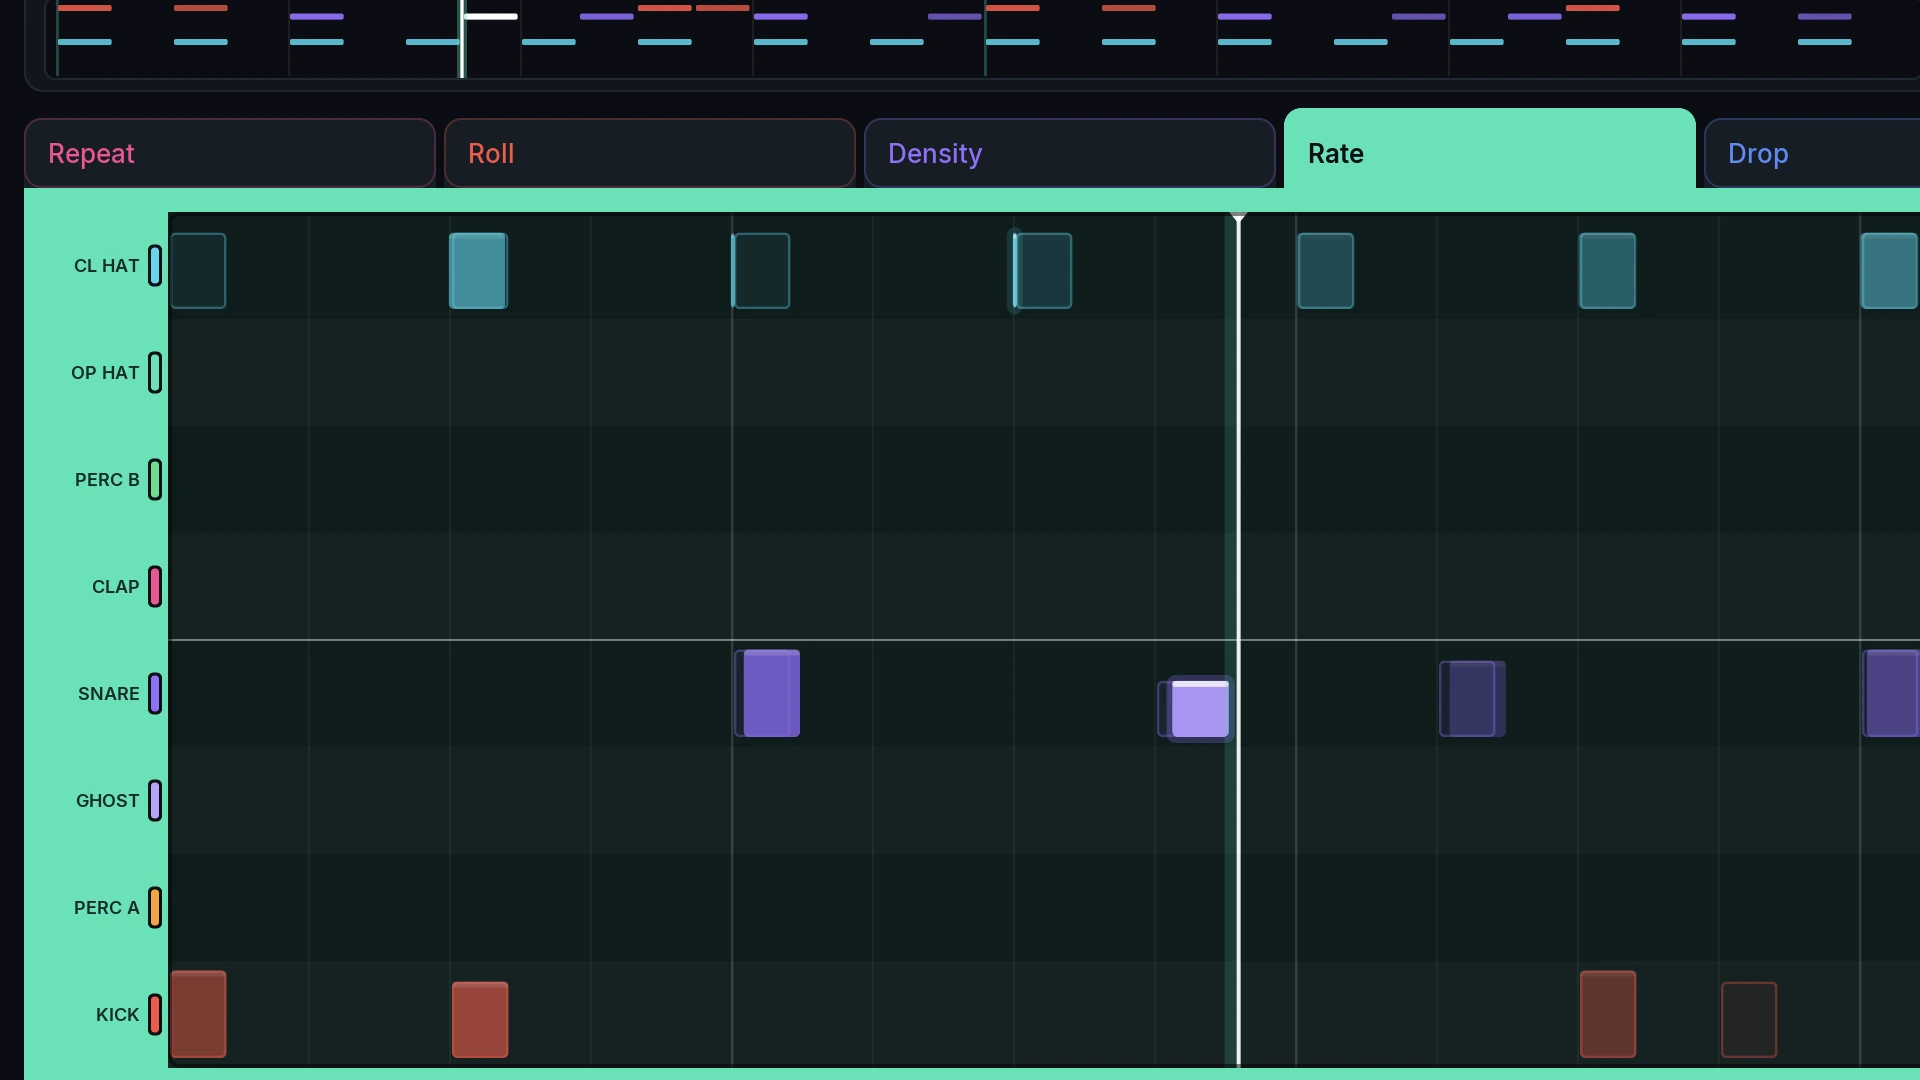 Repeat
Roll
Density
Rate
Drop
CL HAT
OP HAT
PERC B
CLAP
SNARE
GHOST
PERC A
KICK